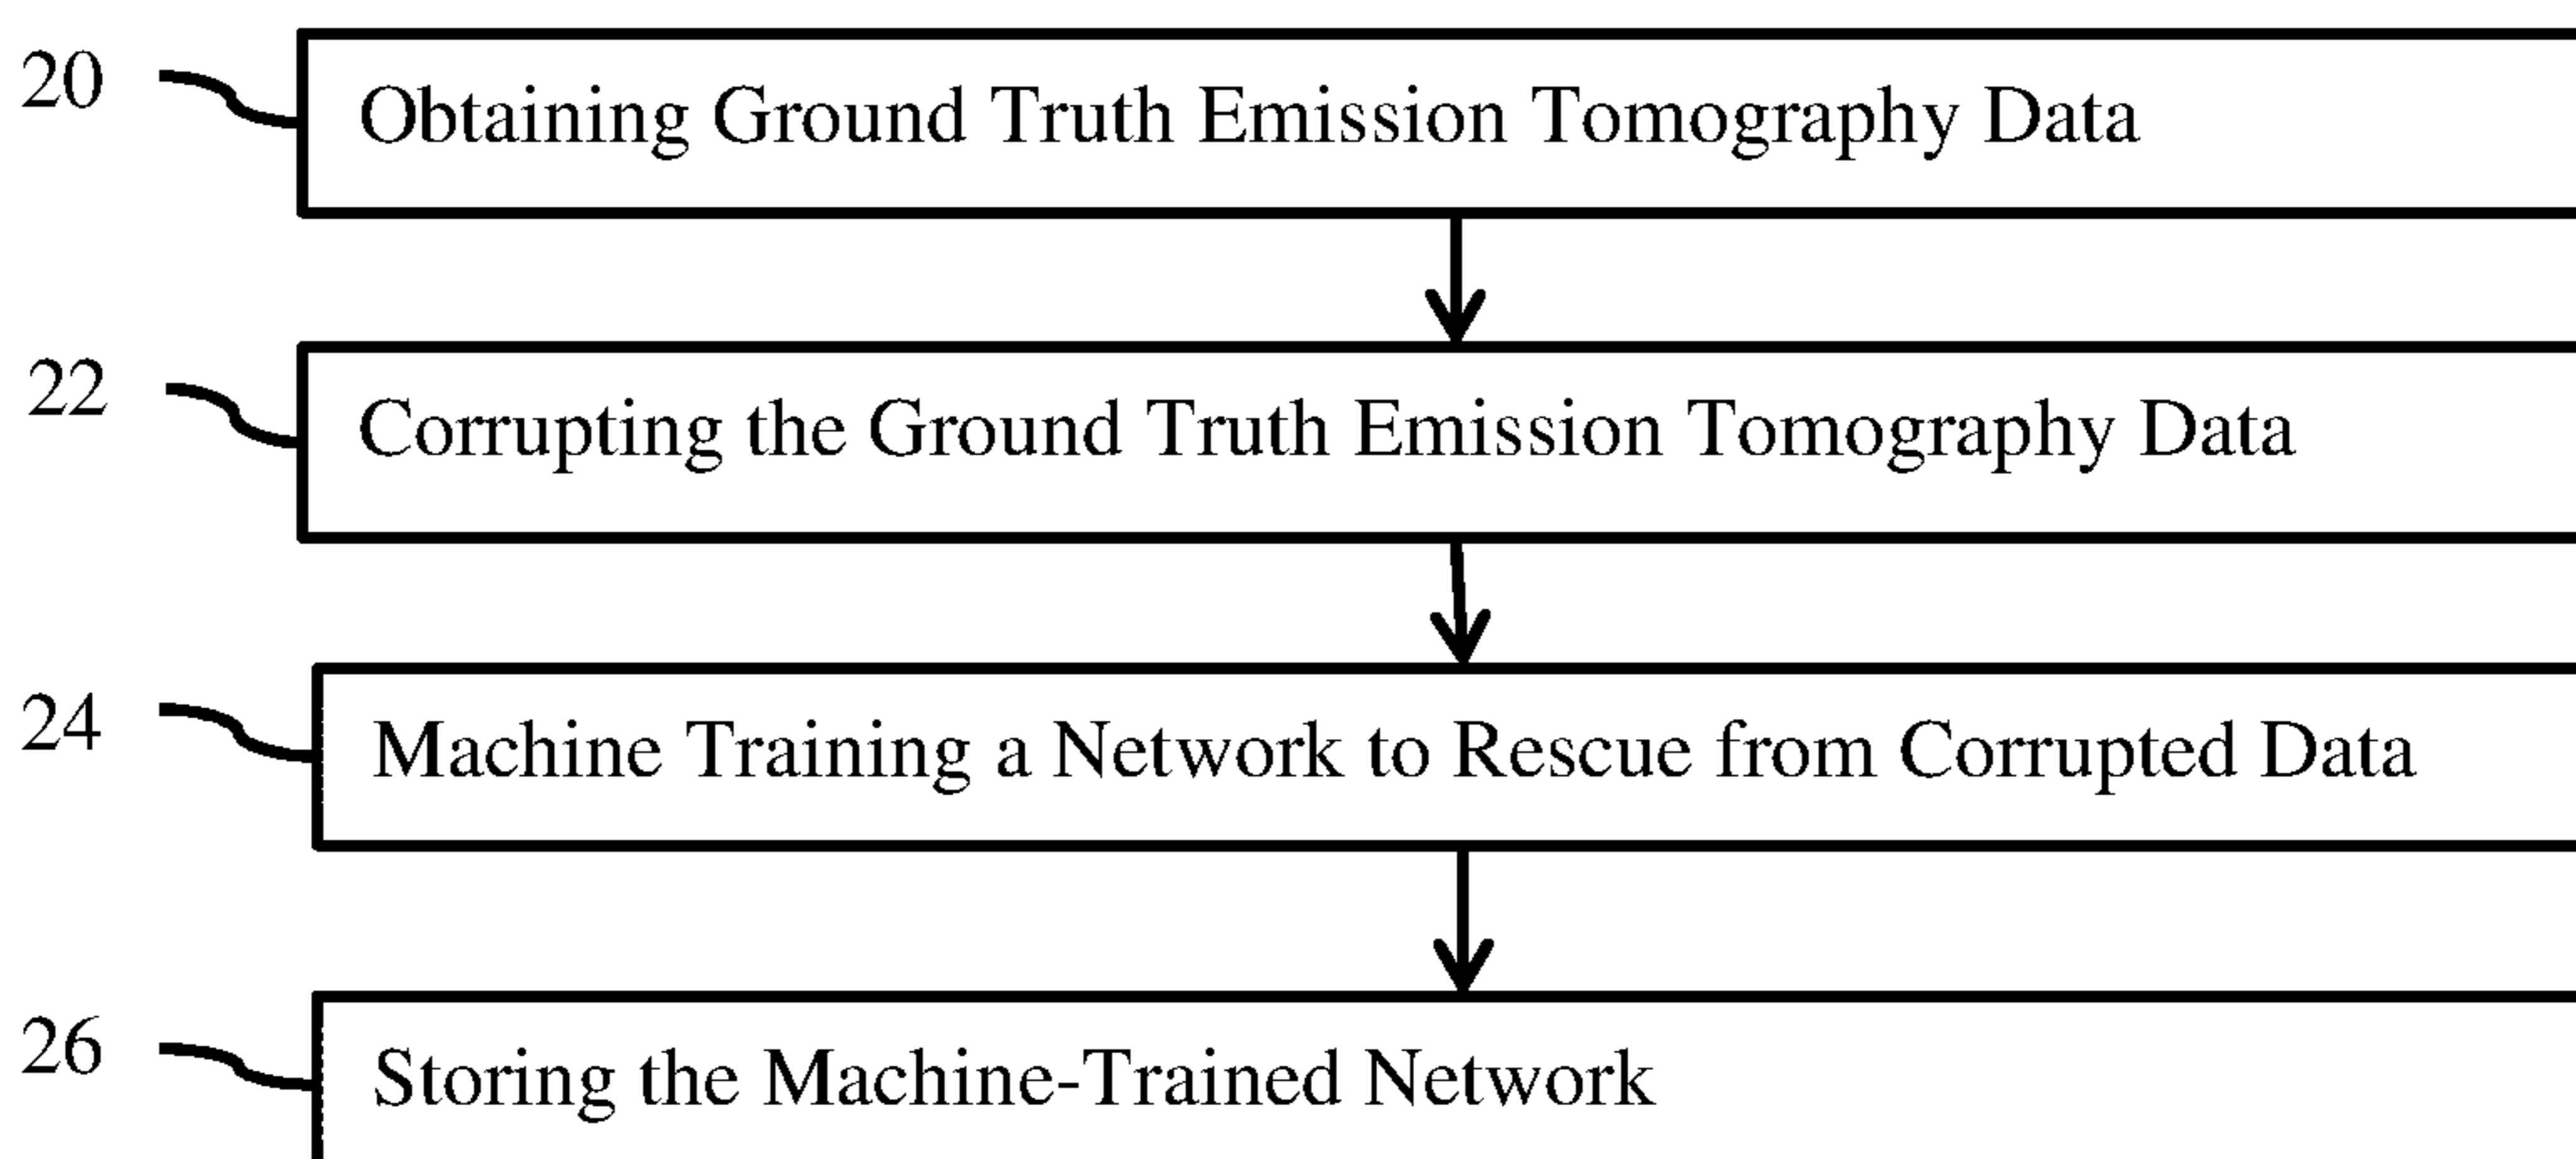 20 Obtaining Ground Truth Emission Tomography Data
22 Corrupting the Ground Truth Emission Tomography Data
24 Machine Training a Network to Rescue from Corrupted Data
26 Storing the Machine-Trained Network